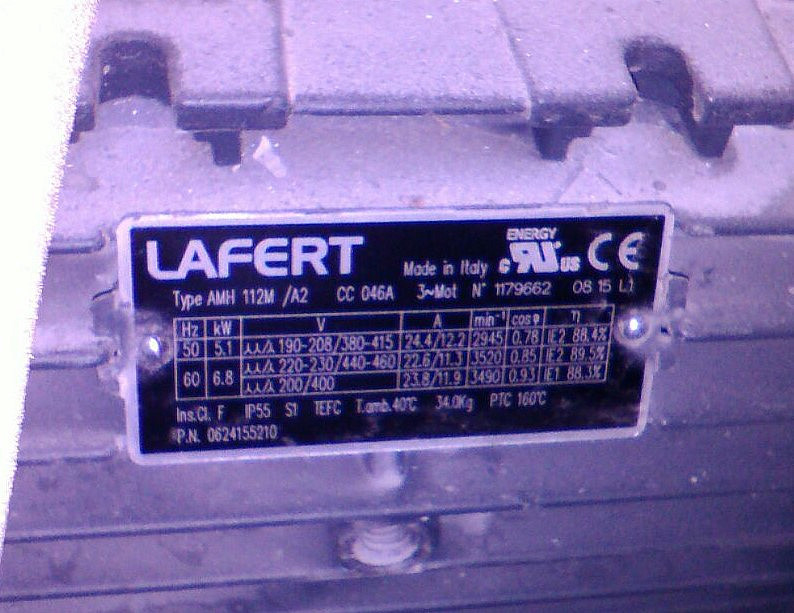 LAFERT
Made in Italy
ENERGY
c RU US CE
Type AMH 112M /A2 CC 046A 3~Mot N° 1179662 08 15
Hz kW V A min⁻¹ cosφ η
50 5.1 190-208/380-415 24.4/12.2 2945 0.78 IE2 88.4%
60 6.8 220-230/440-460 22.6/11.3 3520 0.85 IE2 89.5%
200/400 23.8/11.9 3490 0.93 IE1 88.3%
Ins.Cl. F IP55 S1 TEFC T.amb.40°C 34.0Kg PTC 160°C
P.N. 0624155210